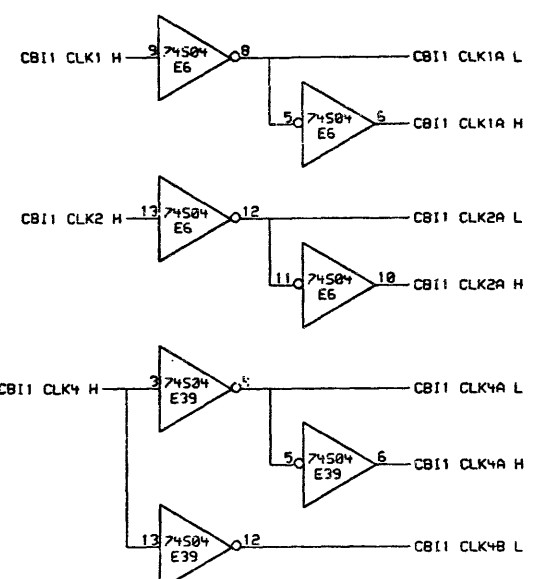 CBI1 CLK1 H 9 74S04 E6 8 CBI1 CLK1A L
5 74S04 E6 6 CBI1 CLK1A H
CBI1 CLK2 H 13 74S04 E6 12 CBI1 CLK2A L
11 74S04 E6 10 CBI1 CLK2A H
CBI1 CLK4 H 3 74S04 E39 4 CBI1 CLK4A L
5 74S04 E39 6 CBI1 CLK4A H
13 74S04 E39 12 CBI1 CLK4B L